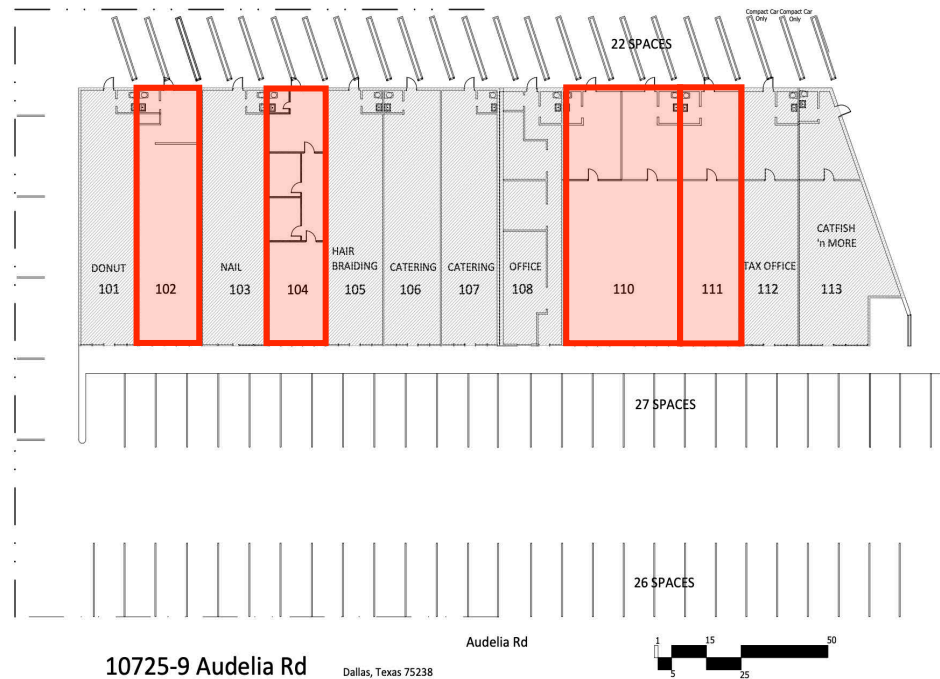 Compact Car Compact Car
Only Only
22 SPACES
DONUT
101
102
NAIL
103
104
HAIR
BRAIDING
105
CATERING
106
CATERING
107
OFFICE
108
110
111
TAX OFFICE
112
CATFISH
'n MORE
113
27 SPACES
26 SPACES
Audelia Rd
10725-9 Audelia Rd
Dallas, Texas 75238
1 15 50
5 25